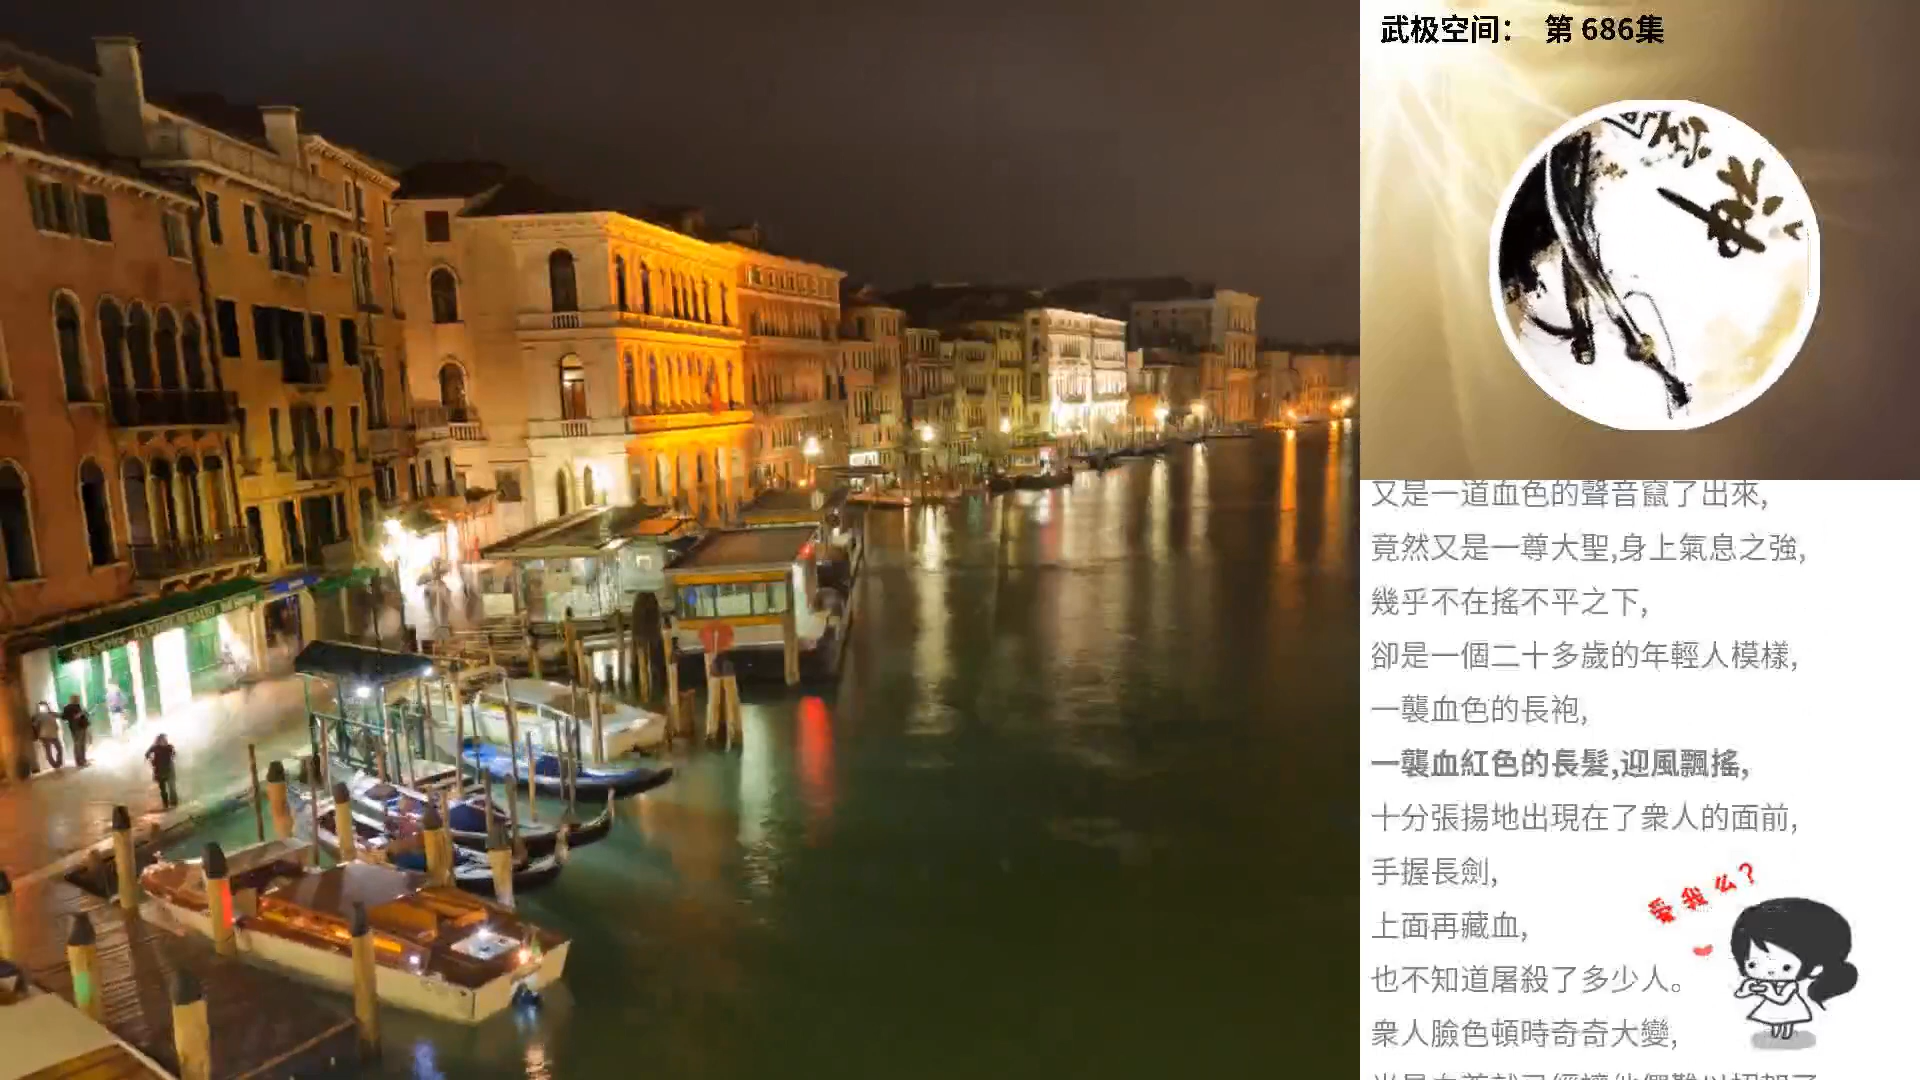 武极空间： 第 686集
又是一道血色的聲音竄了出來,
竟然又是一尊大聖,身上氣息之強,
幾乎不在搖不平之下,
卻是一個二十多歲的年輕人模樣,
一襲血色的長袍,
一襲血紅色的長髮,迎風飄搖,
十分張揚地出現在了衆人的面前,
手握長劍,
上面再藏血,
也不知道屠殺了多少人。
衆人臉色頓時奇奇大變,
爱我么?